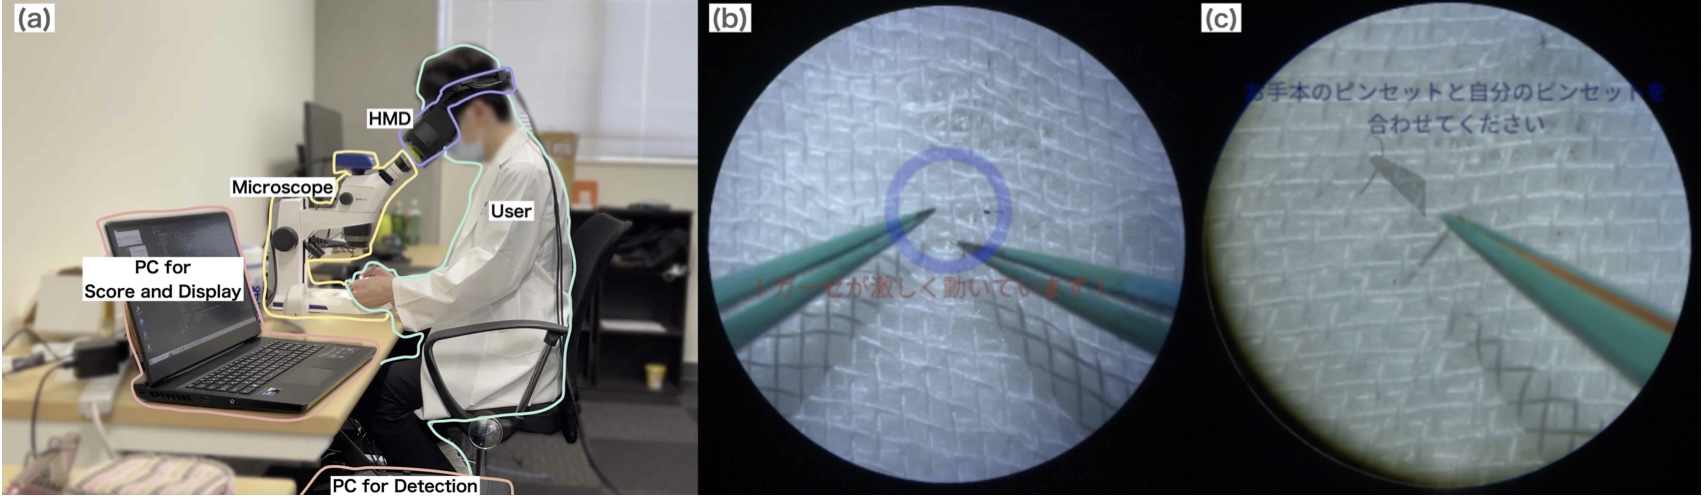 (a)
HMD
Microscope
User
PC for
Score and Display
PC for Detection
(b)
！ガーゼが激しく動いています！
(c)
お手本のピンセットと自分のピンセットを
合わせてください